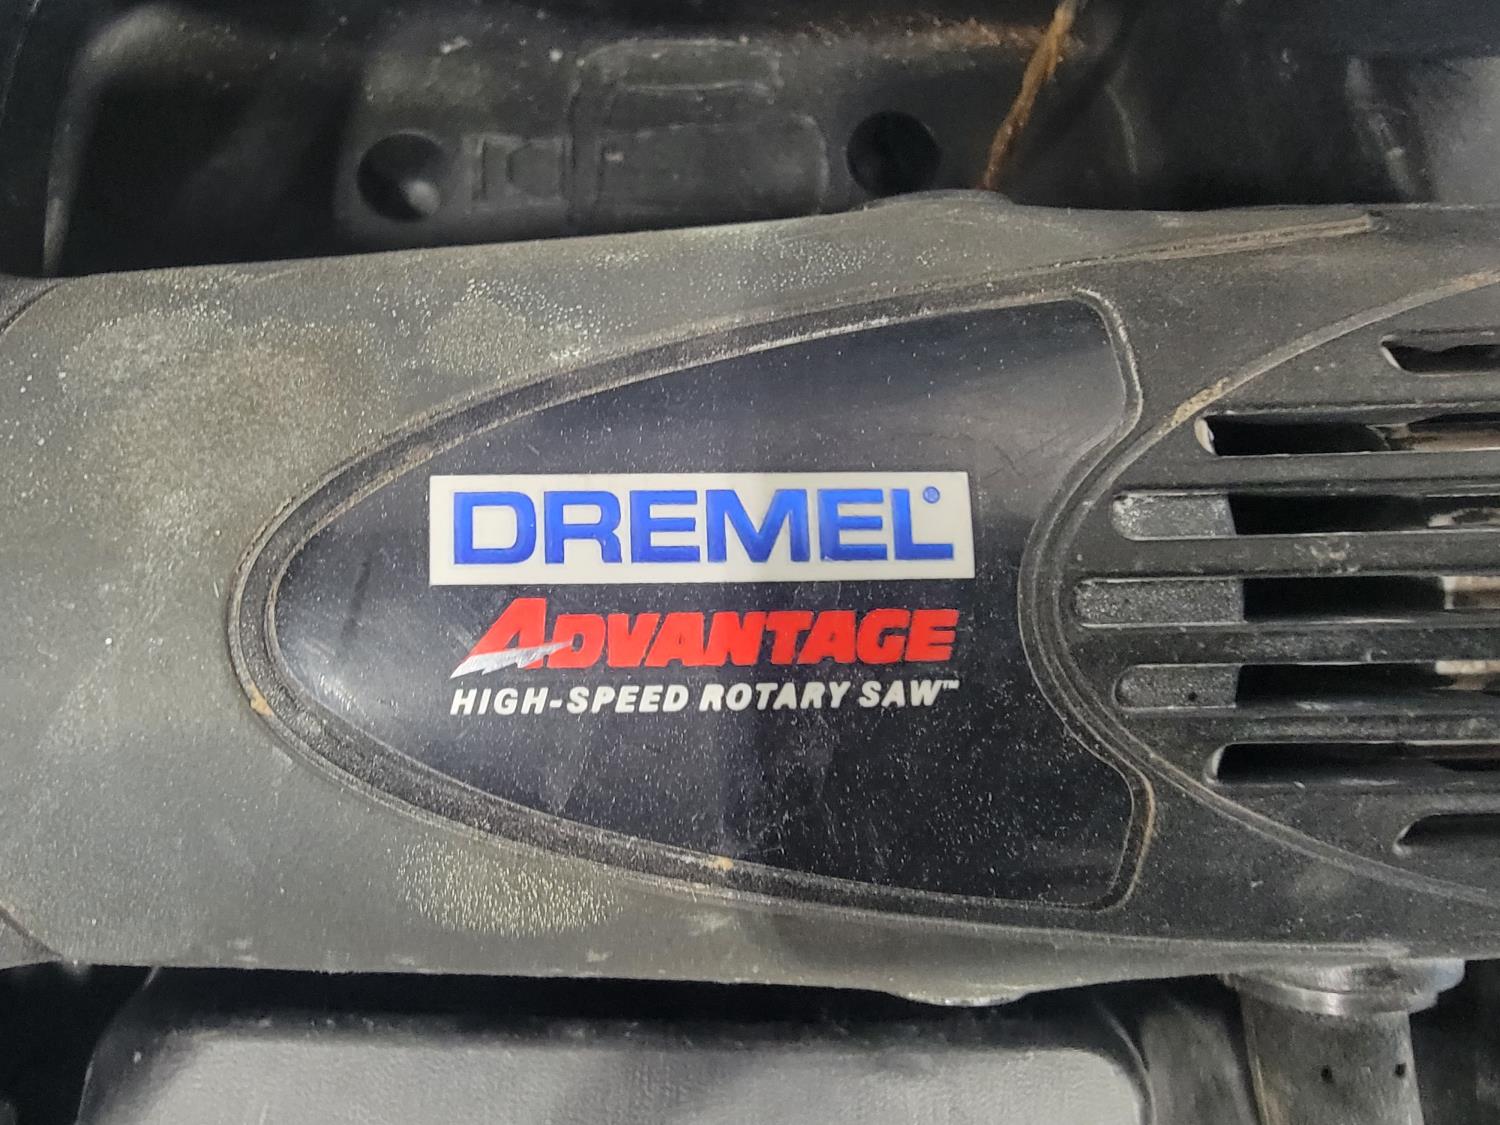 DREMEL®
ADVANTAGE
HIGH-SPEED ROTARY SAW™